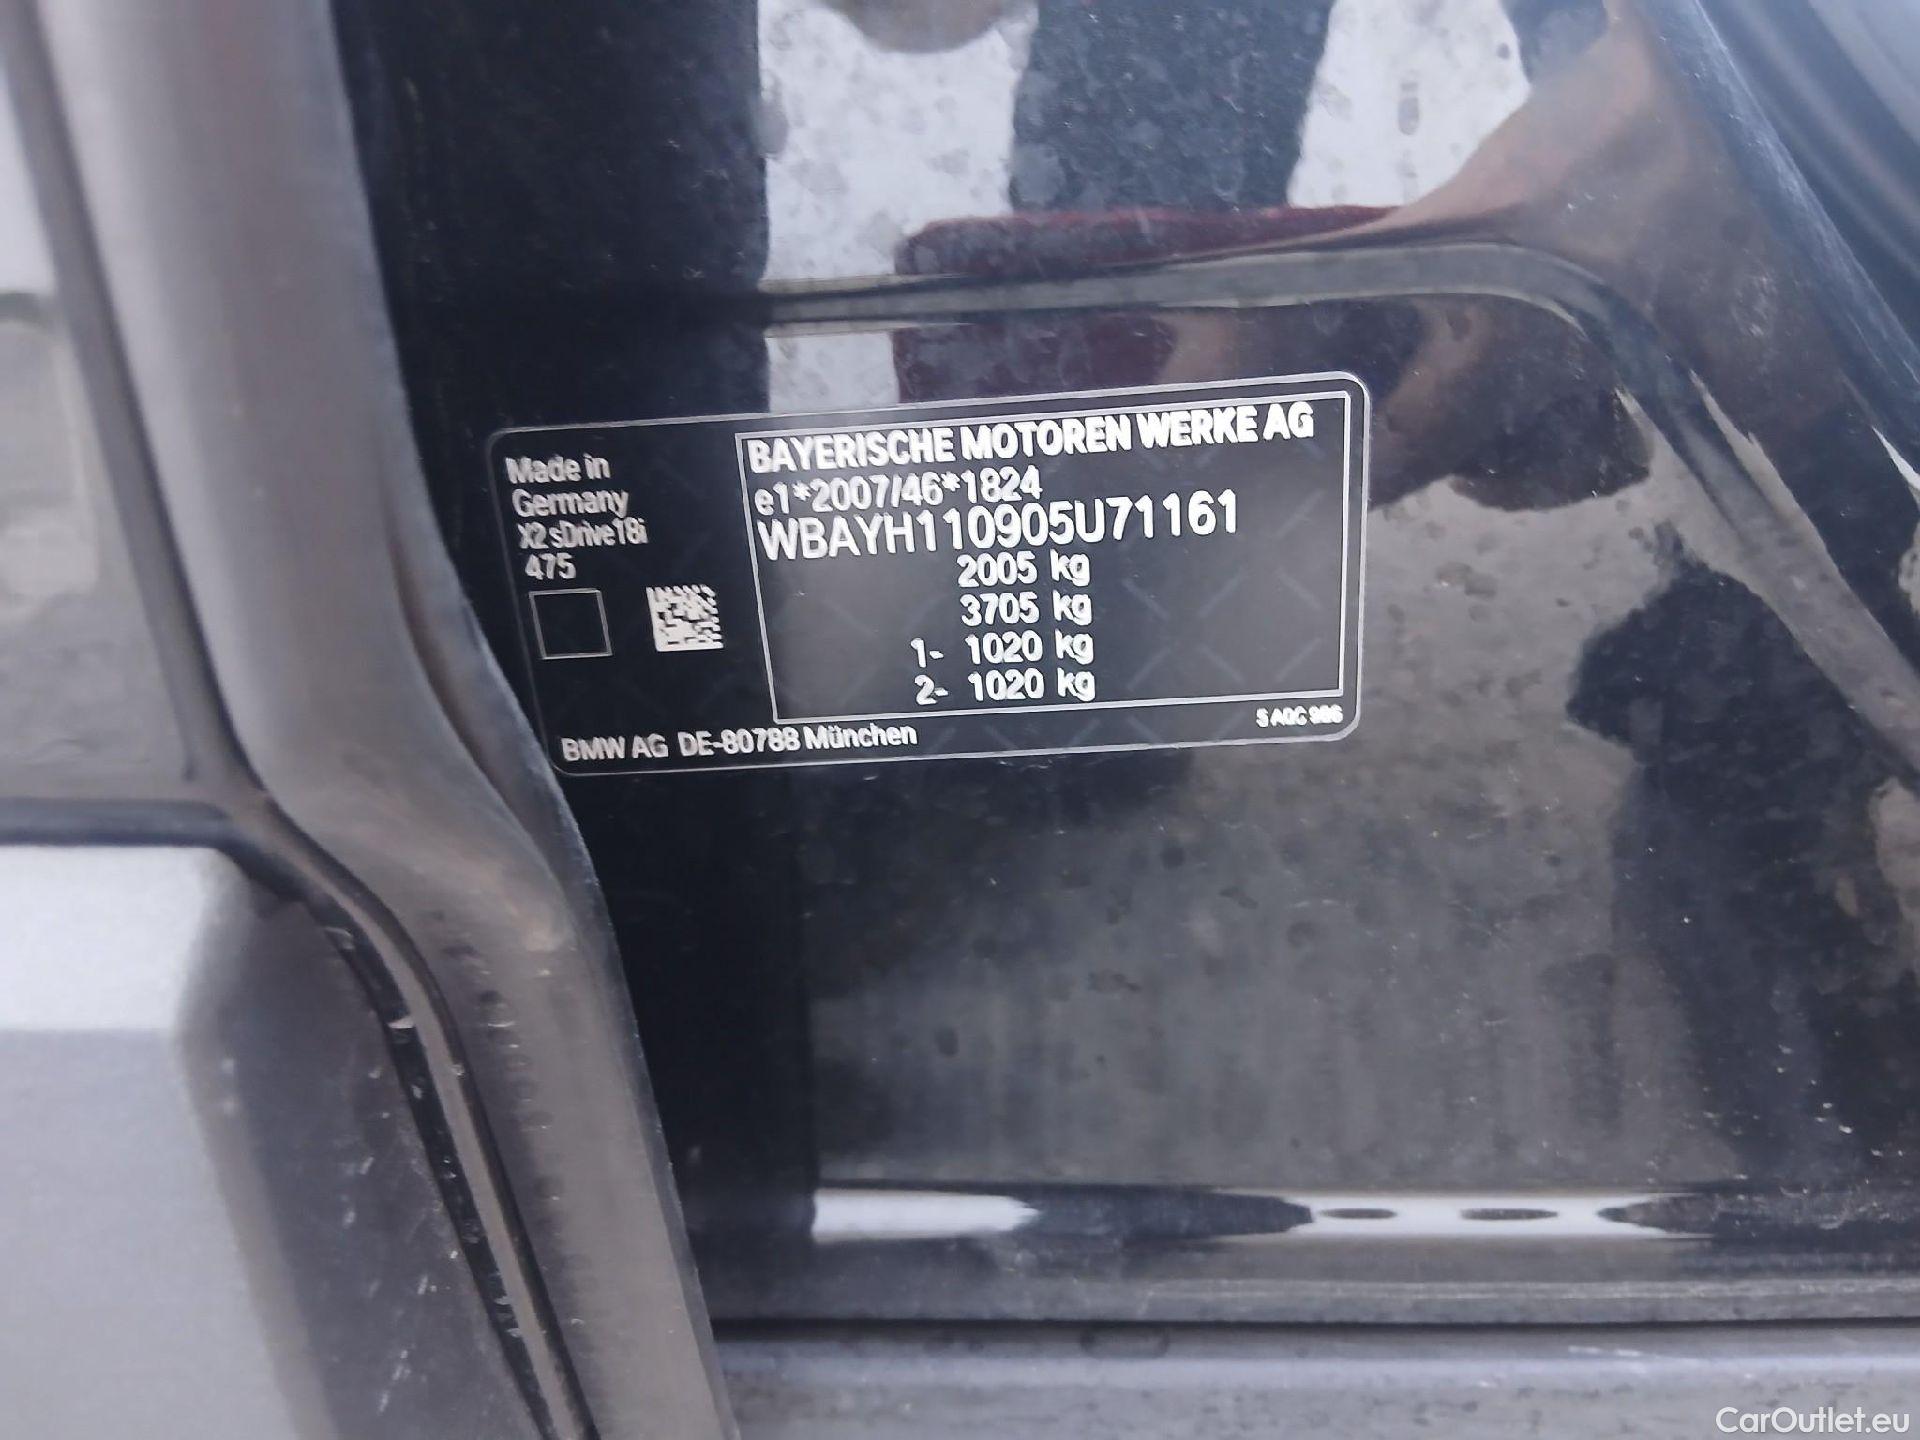 Made in
Germany
X2 sDrive18i
475
BAYERISCHE MOTOREN WERKE AG
e1*2007/46*1824
WBAYH110905U71161
2005 kg
3705 kg
1- 1020 kg
2- 1020 kg
BMW AG DE-80788 München
CarOutlet.eu